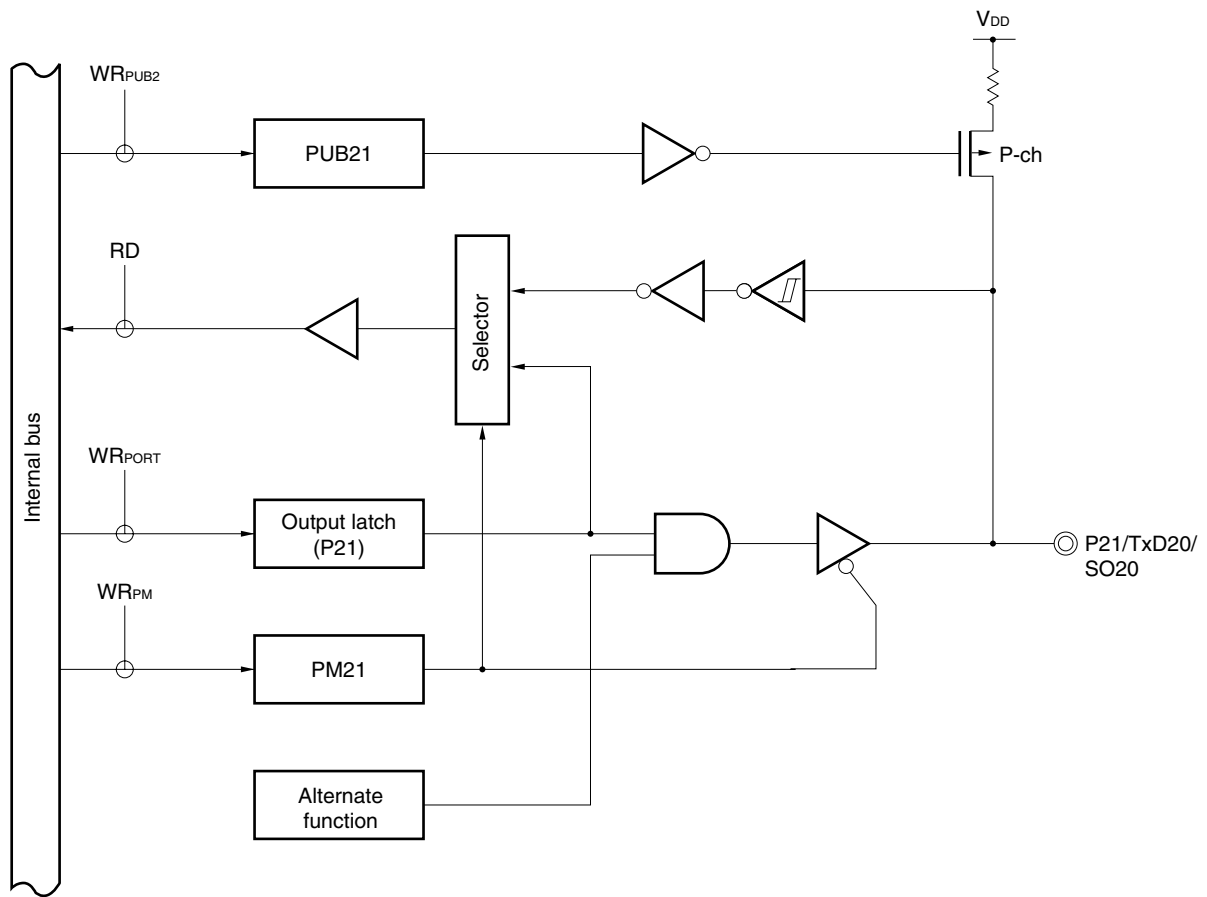 VDD
WRPUB2
PUB21
P-ch
RD
Selector
Internal bus
WRPORT
Output latch
(P21)
P21/TxD20/
SO20
WRPM
PM21
Alternate
function